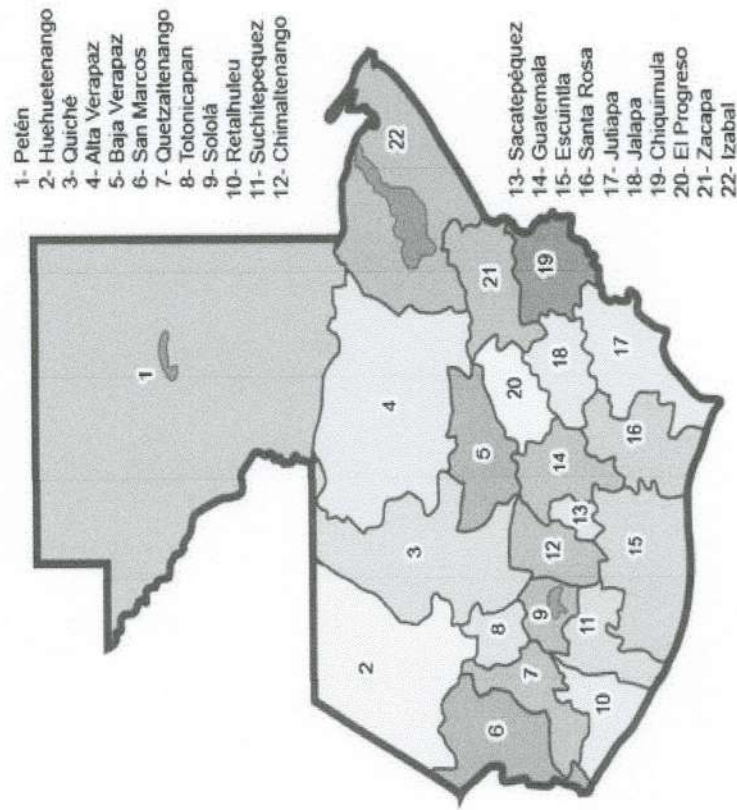 1- Petén
2- Huehuetenango
3- Quiché
4- Alta Verapaz
5- Baja Verapaz
6- San Marcos
7- Quetzaltenango
8- Totonicapan
9- Sololá
10- Retalhuleu
11- Suchitepequez
12- Chimaltenango
13- Sacatepéquez
14- Guatemala
15- Escuintla
16- Santa Rosa
17- Jutiapa
18- Jalapa
19- Chiquimula
20- El Progreso
21- Zacapa
22- Izabal
1
2
3
4
22
5
21
6
8
20
19
7
9
12
14
18
13
10
11
15
16
17